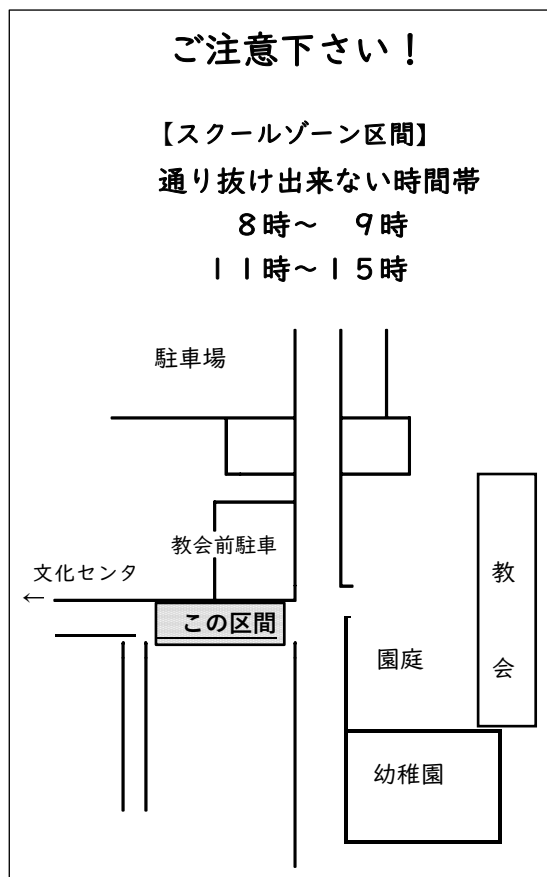 ご注意下さい！
【スクールゾーン区間】
通り抜け出来ない時間帯
８時～　９時
１１時～１５時
駐車場
教会前駐車
文化センタ
←
この区間
教会
園庭
幼稚園